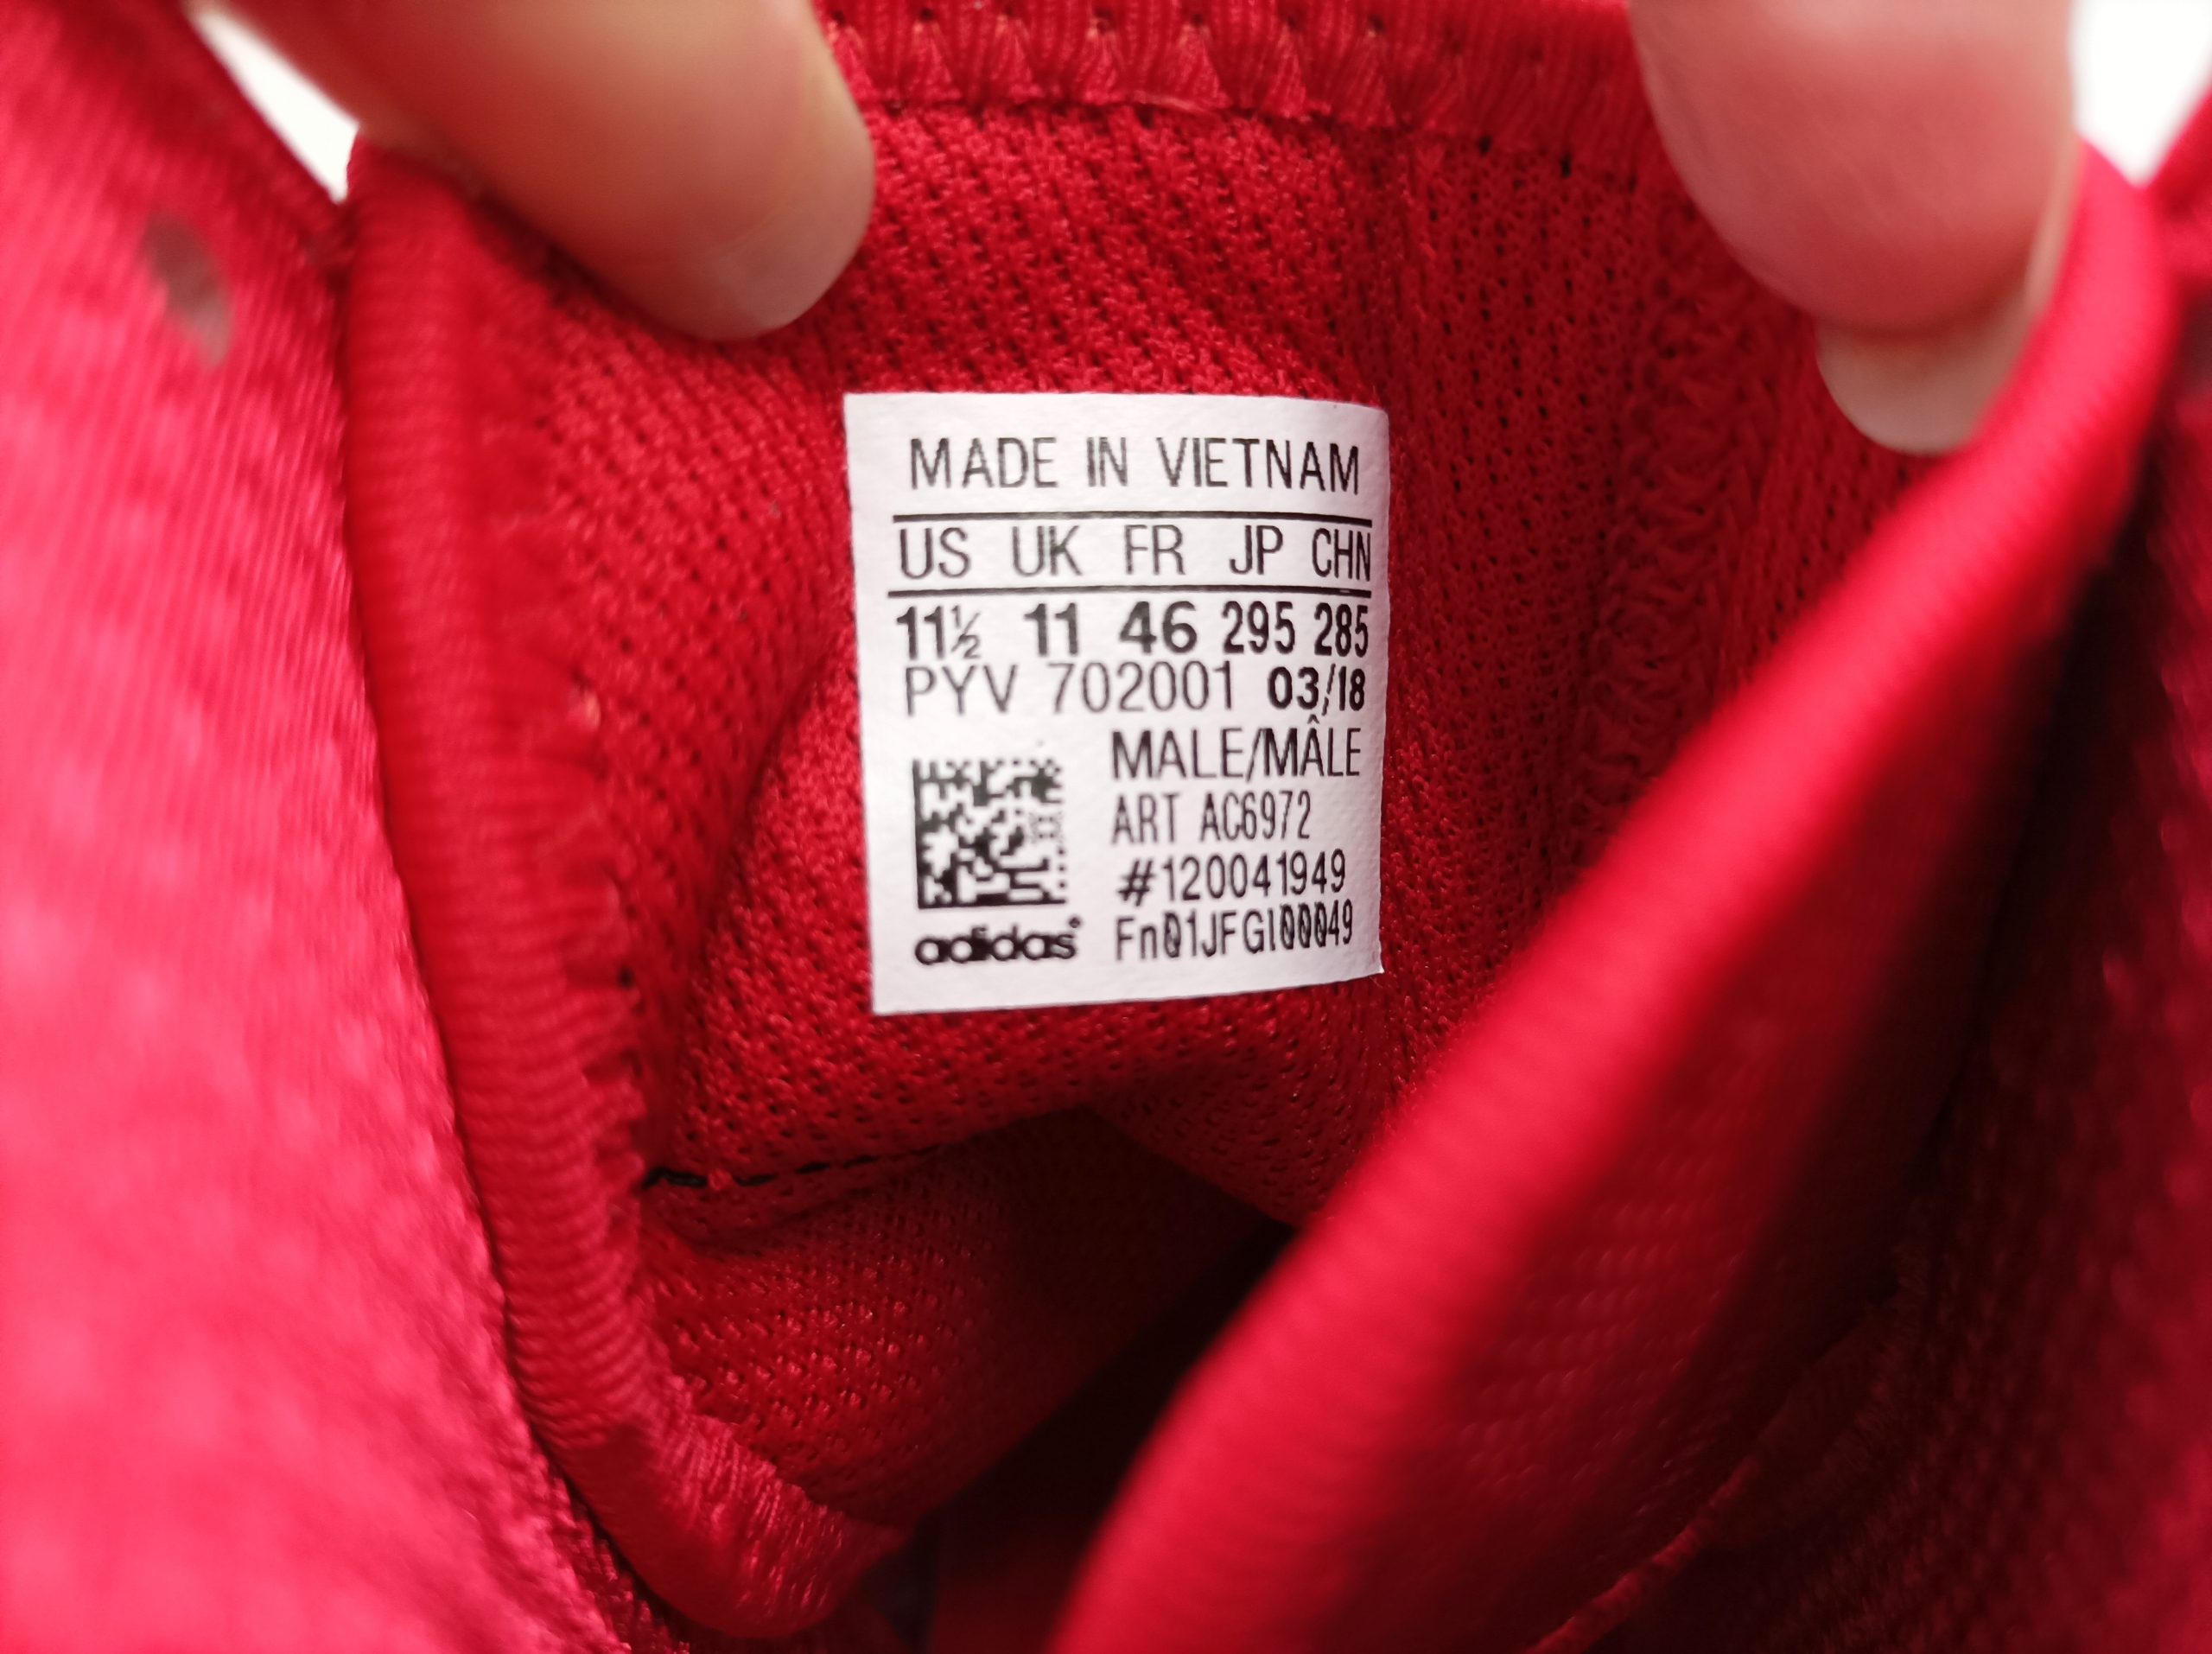 MADE IN VIETNAM
US UK FR JP CHN
11½ 11 46 295 285
PYV 702001 03/18
MALE/MÂLE
ART AC6972
#120041949
adidas® Fn01JFGI00049